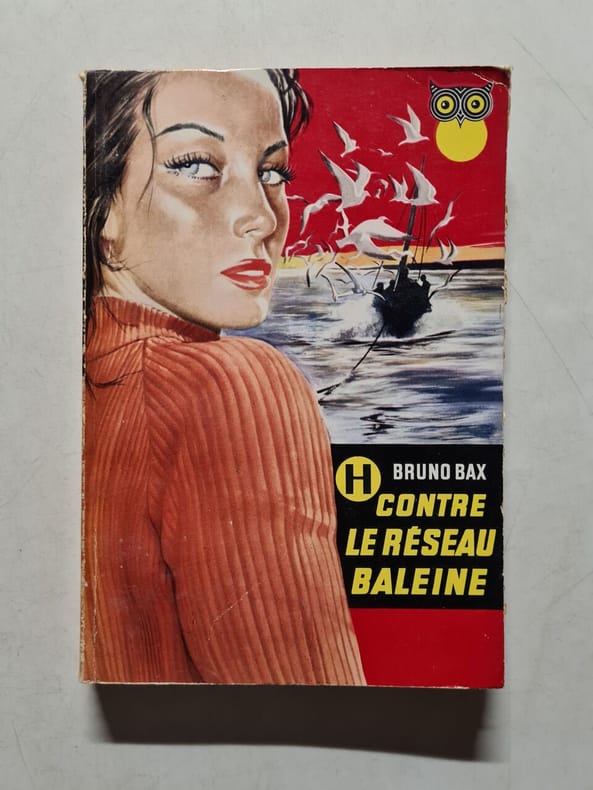 BRUNO BAX
H CONTRE
LE RÉSEAU
BALEINE